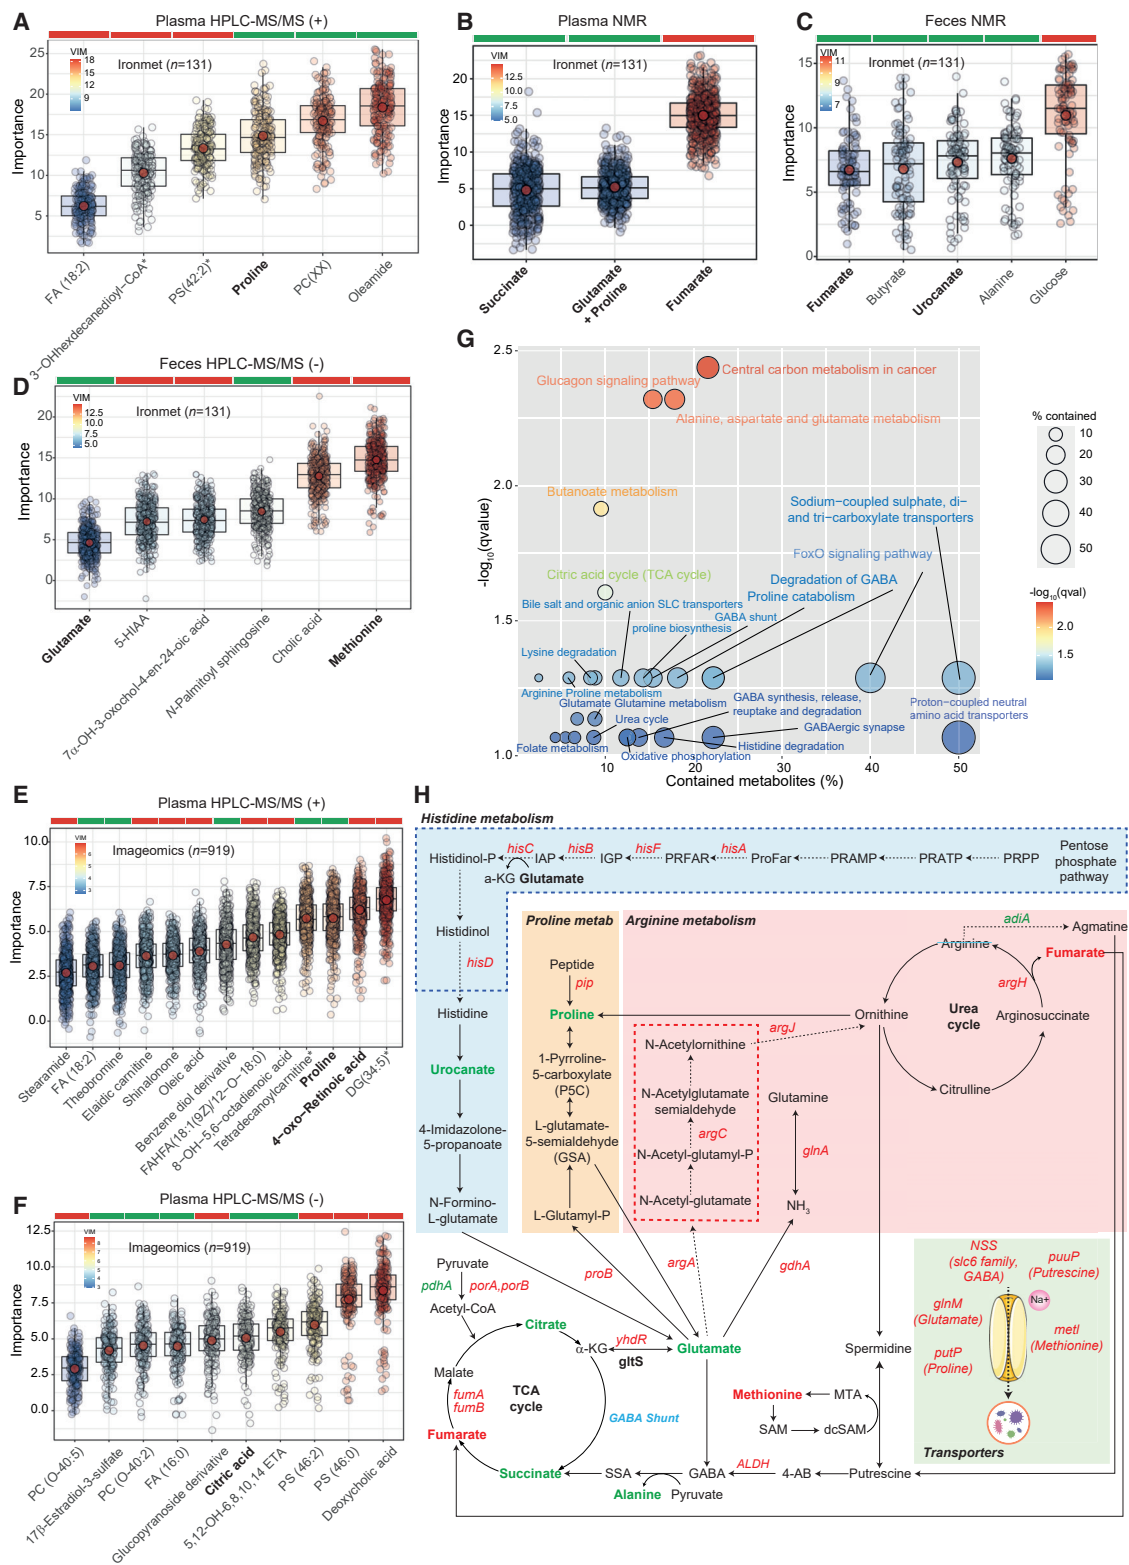 A
Plasma HPLC-MS/MS (+)
VIM
18
15
12
9
Ironmet (n=131)
Importance
25
20
15
10
5
FA (18:2)
3−OHhexdecanedioyl−CoA*
PS(42:2)*
Proline
PC(XX)
Oleamide
B
Plasma NMR
VIM
12.5
10.0
7.5
5.0
Ironmet (n=131)
Importance
20
15
10
5
0
Succinate
Glutamate
+ Proline
Fumarate
C
Feces NMR
VIM
11
9
7
5
Ironmet (n=131)
Importance
15
10
5
0
Fumarate
Butyrate
Urocanate
Alanine
Glucose
D
Feces HPLC-MS/MS (-)
VIM
12.5
10.0
7.5
5.0
Ironmet (n=131)
Importance
20
15
10
5
0
Glutamate
5-HIAA
7α-OH-3-oxochol-4-en-24-oic acid
N-Palmitoyl sphingosine
Cholic acid
Methionine
G
-log10(qvalue)
2.5
2.0
1.5
1.0
Central carbon metabolism in cancer
Glucagon signaling pathway
Alanine, aspartate and glutamate metabolism
Butanoate metabolism
Sodium−coupled sulphate, di−
and tri−carboxylate transporters
FoxO signaling pathway
Citric acid cycle (TCA cycle)
Degradation of GABA
Proline catabolism
Bile salt and organic anion SLC transporters
GABA shunt
proline biosynthesis
Lysine degradation
Arginine Proline metabolism
Glutamate Glutamine metabolism
GABA synthesis, release,
reuptake and degradation
Proton−coupled neutral
amino acid transporters
Urea cycle
GABAergic synapse
Folate metabolism
Oxidative phosphorylation
Histidine degradation
10
20
30
40
50
Contained metabolites (%)
% contained
10
20
30
40
50
-log10(qval)
2.0
1.5
E
Plasma HPLC-MS/MS (+)
VIM
6
5
4
3
Imageomics (n=919)
Importance
10.0
7.5
5.0
2.5
0.0
Stearamide
FA (18:2)
Theobromine
Elaidic carnitine
Shinalonone
Oleic acid
Benzene diol derivative
FAHFA(18:1(9Z)/12−O−18:0)
8−OH−5,6−octadienoic acid
Tetradecanoylcarnitine*
Proline
4−oxo−Retinoic acid
DG(34:5)*
F
Plasma HPLC-MS/MS (-)
VIM
8
7
6
5
4
3
Imageomics (n=919)
Importance
12.5
10.0
7.5
5.0
2.5
0.0
PC (O-40:5)
17β-Estradiol-3-sulfate
PC (O-40:2)
FA (16:0)
Glucopyranoside derivative
Citric acid
5,12-OH-6,8,10,14 ETA
PS (46:2)
PS (46:0)
Deoxycholic acid
H
Histidine metabolism
Histidinol-P
hisC
IAP
hisB
IGP
hisF
PRFAR
hisA
ProFar
PRAMP
PRATP
PRPP
Pentose
phosphate
pathway
a-KG
Glutamate
Histidinol
hisD
Histidine
Urocanate
4-Imidazolone-
5-propanoate
N-Formino-
L-glutamate
Proline metab
Peptide
pip
Proline
1-Pyrroline-
5-carboxylate
(P5C)
L-glutamate-
5-semialdehyde
(GSA)
L-Glutamyl-P
Arginine metabolism
adiA
Agmatine
Arginine
Fumarate
argH
Ornithine
Urea
cycle
Arginosuccinate
Citrulline
argJ
N-Acetylornithine
N-Acetylglutamate
semialdehyde
argC
N-Acetyl-glutamyl-P
N-Acetyl-glutamate
Glutamine
glnA
NH3
proB
argA
gdhA
Pyruvate
pdhA
porA,porB
Acetyl-CoA
Citrate
α-KG
yhdR
gltS
Glutamate
Malate
fumA
fumB
TCA
cycle
GABA Shunt
Fumarate
Succinate
SSA
GABA
ALDH
4-AB
Putrescine
Alanine
Pyruvate
Spermidine
Methionine
MTA
SAM
dcSAM
NSS
(slc6 family,
GABA)
puuP
(Putrescine)
Na+
glnM
(Glutamate)
metI
(Methionine)
putP
(Proline)
Transporters